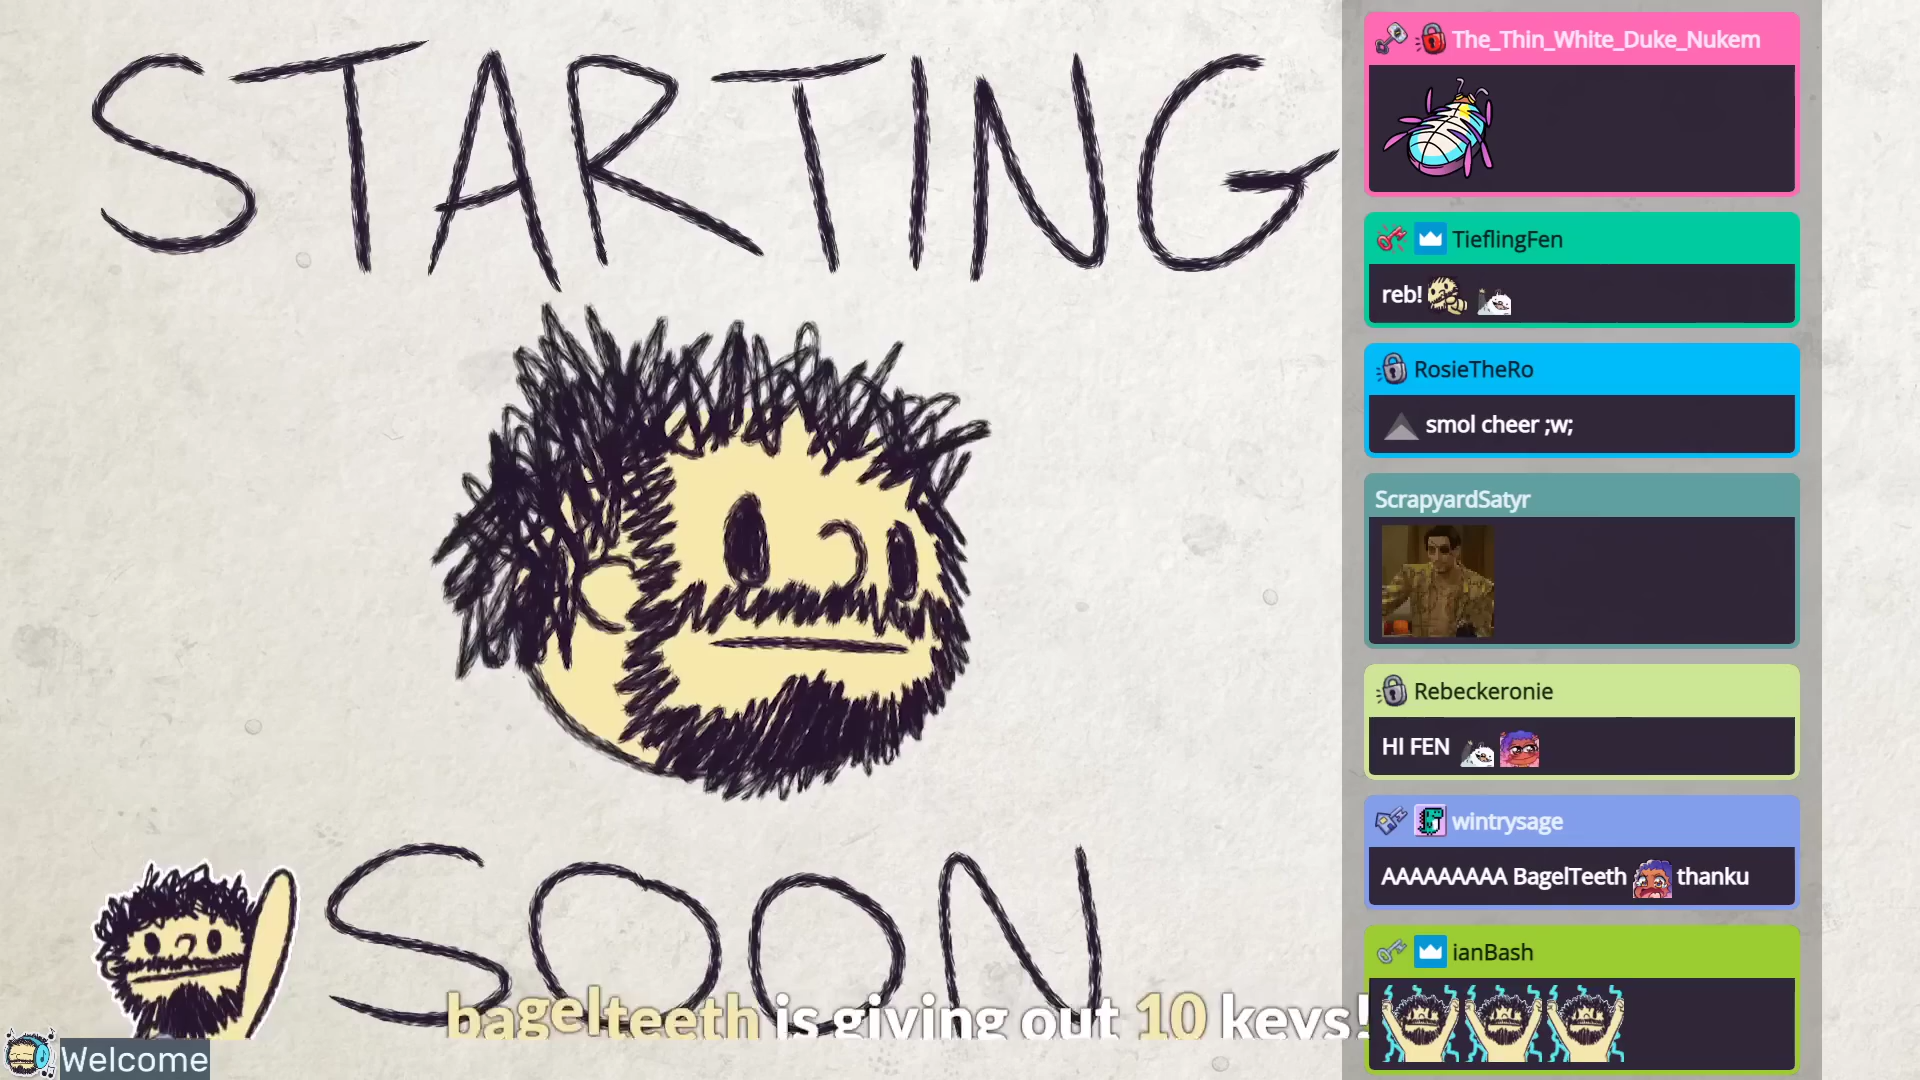 STARTING
SOON
bagelteeth is giving out 10 keys!
Welcome
The_Thin_White_Duke_Nukem
TieflingFen
reb!
RosieTheRo
smol cheer ;w;
ScrapyardSatyr
Rebeckeronie
HI FEN
wintrysage
AAAAAAAAA BagelTeeth thanku
ianBash